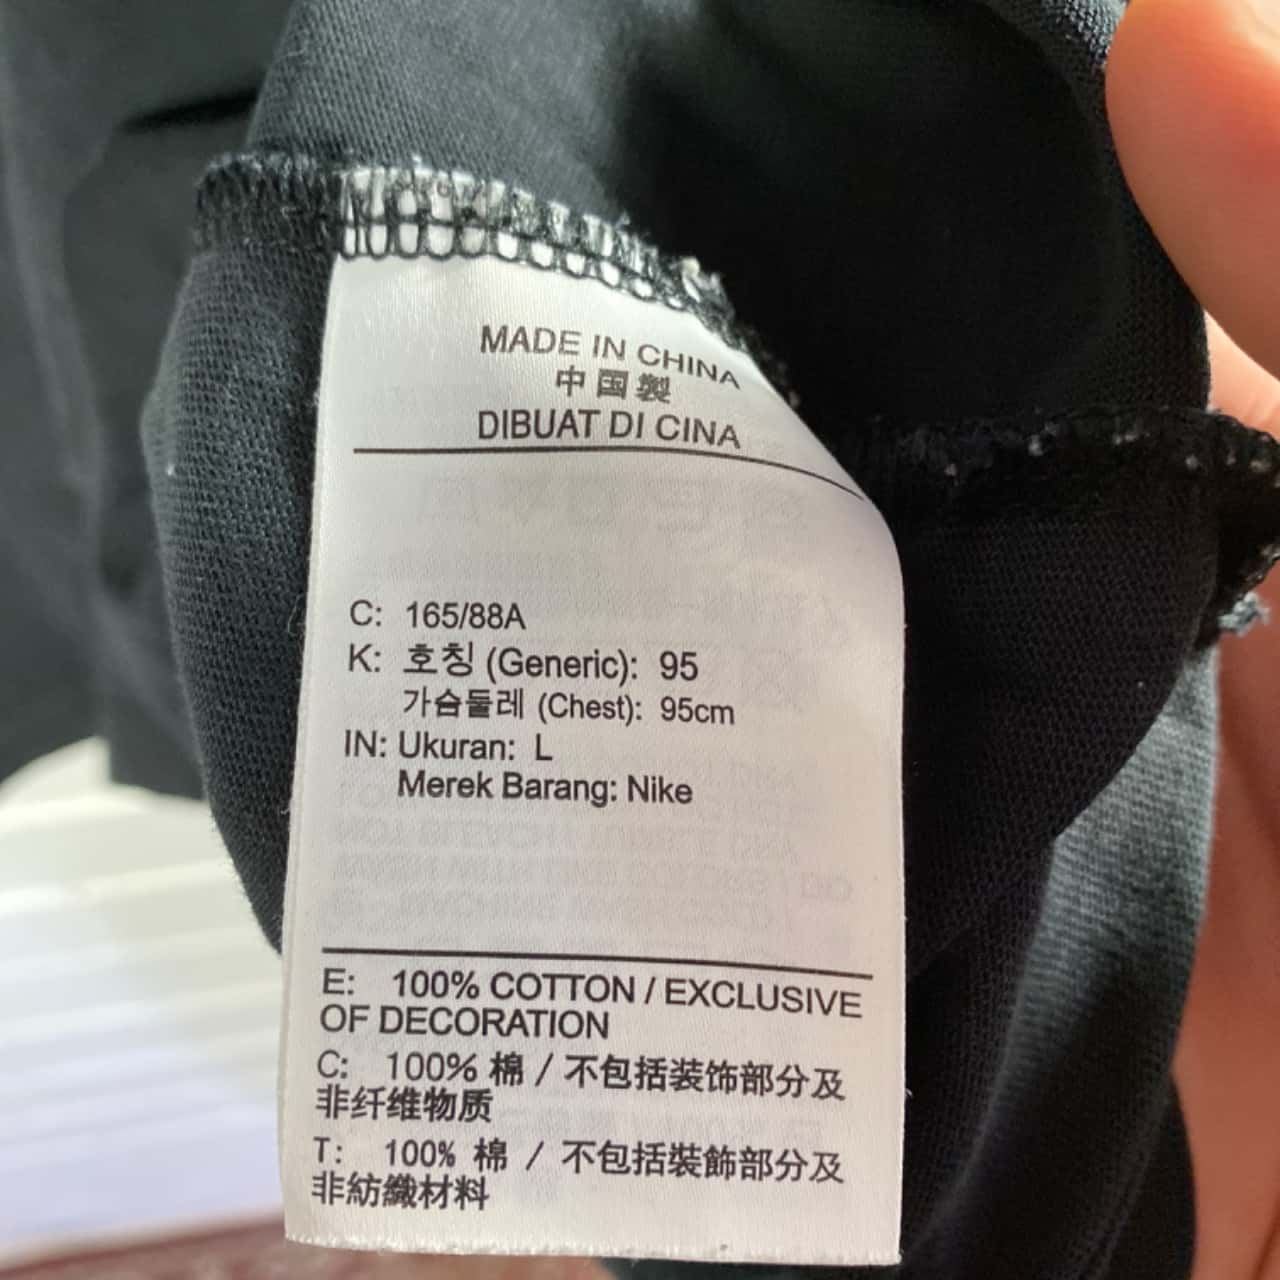 MADE IN CHINA
中国製
DIBUAT DI CINA
C: 165/88A
K: 호칭 (Generic): 95
가슴둘레 (Chest): 95cm
IN: Ukuran: L
Merek Barang: Nike
E: 100% COTTON / EXCLUSIVE
OF DECORATION
C: 100% 棉 / 不包括装饰部分及
非纤维物质
T: 100% 棉 / 不包括裝飾部分及
非紡織材料